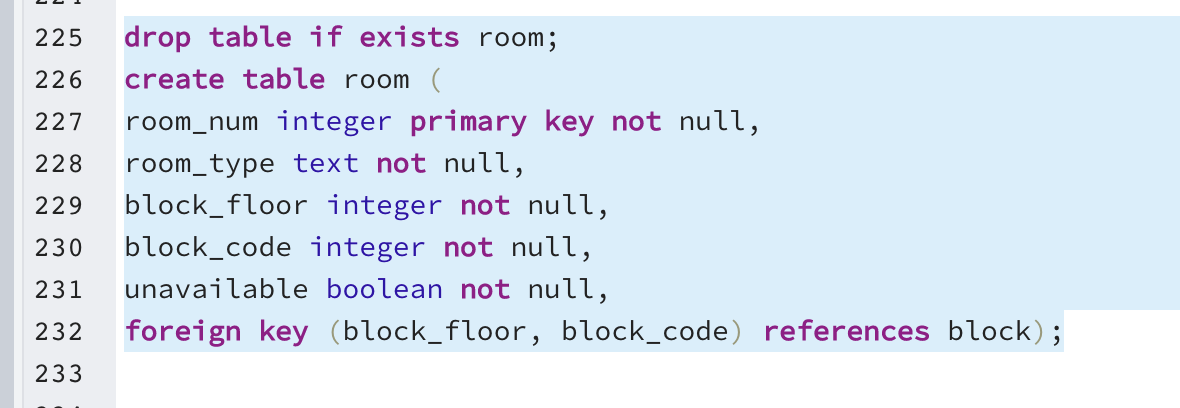 225 drop table if exists room;
226 create table room (
227 room_num integer primary key not null,
228 room_type text not null,
229 block_floor integer not null,
230 block_code integer not null,
231 unavailable boolean not null,
232 foreign key (block_floor, block_code) references block);
233